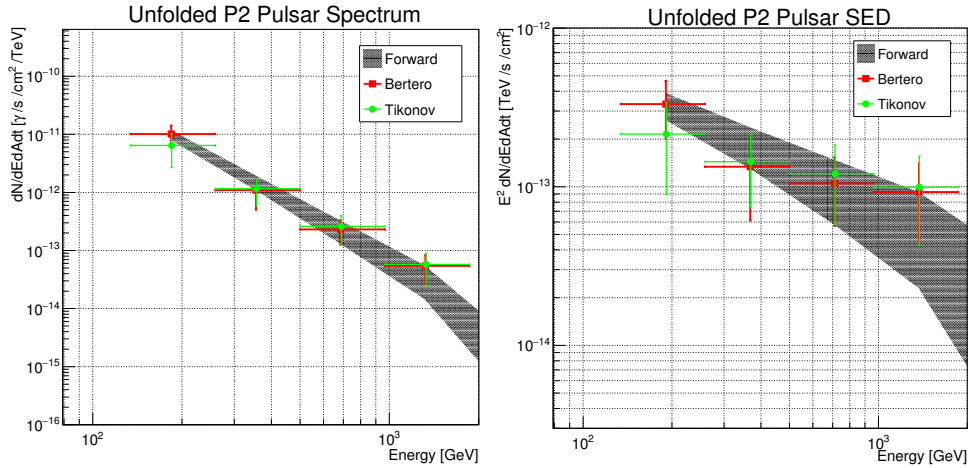 Unfolded P2 Pulsar Spectrum
dN/dEdAdt [γ/s/cm² /TeV]
10⁻¹⁰
10⁻¹¹
10⁻¹²
10⁻¹³
10⁻¹⁴
10⁻¹⁵
10⁻¹⁶
Forward
Bertero
Tikonov
10²
10³
Energy [GeV]
Unfolded P2 Pulsar SED
E² dN/dEdAdt [TeV /s /cm²]
10⁻¹²
10⁻¹³
10⁻¹⁴
Forward
Bertero
Tikonov
10²
10³
Energy [GeV]